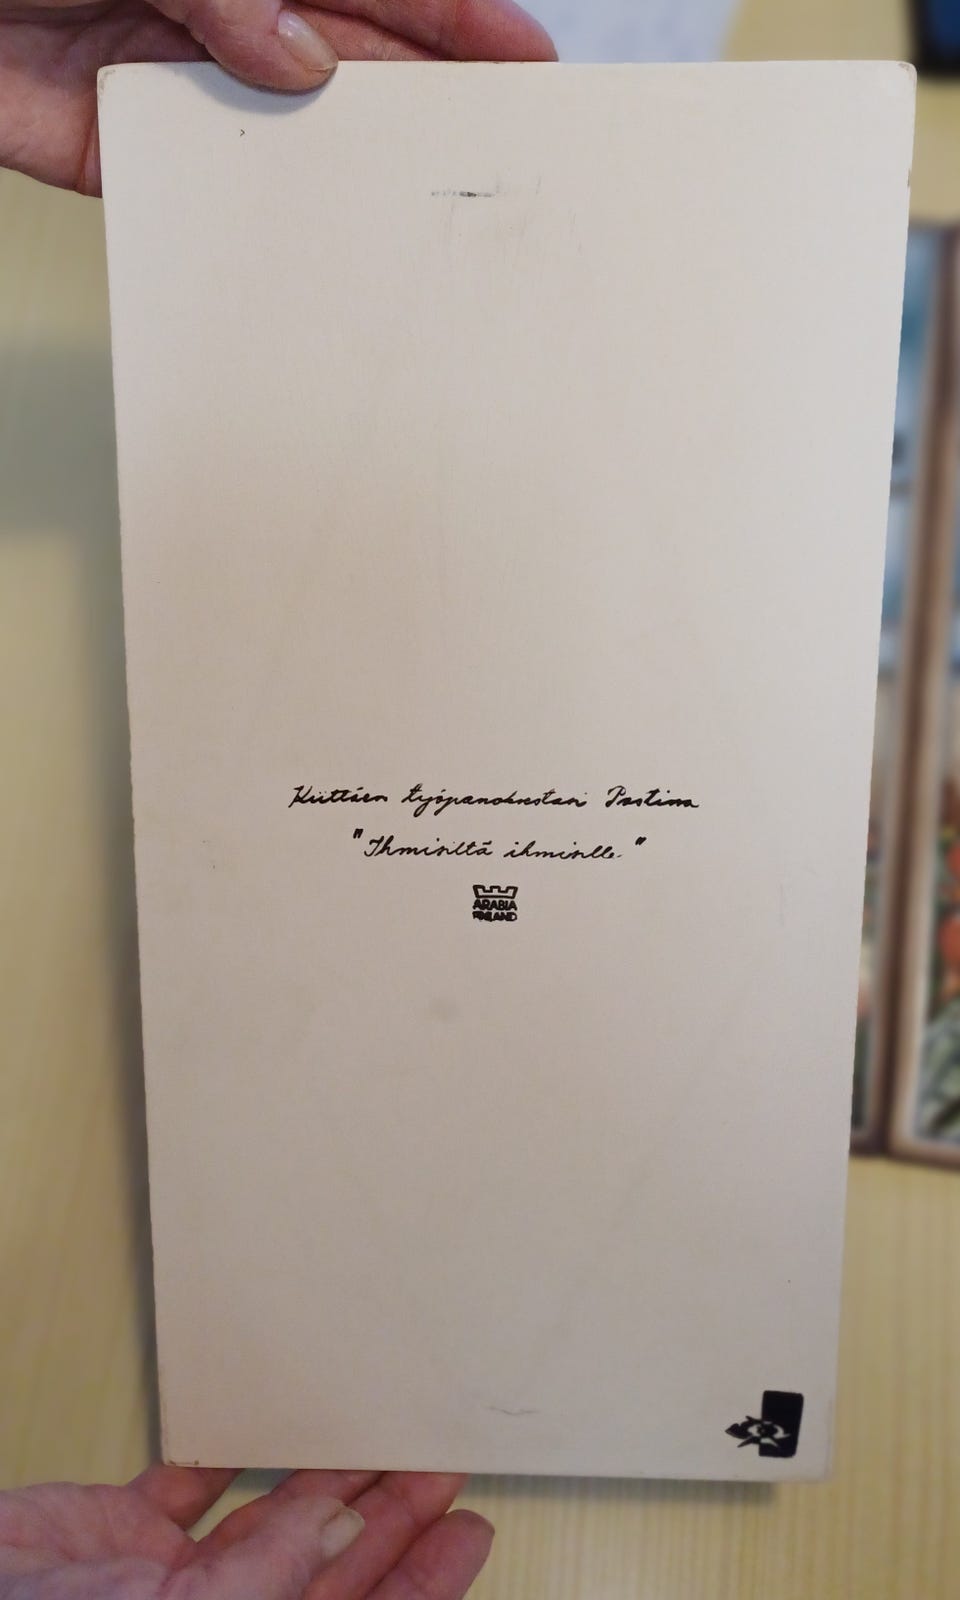 Kiittäen työpanoksestasi Postissa
"Ihmiseltä ihmiselle."
ARABIA
FINLAND